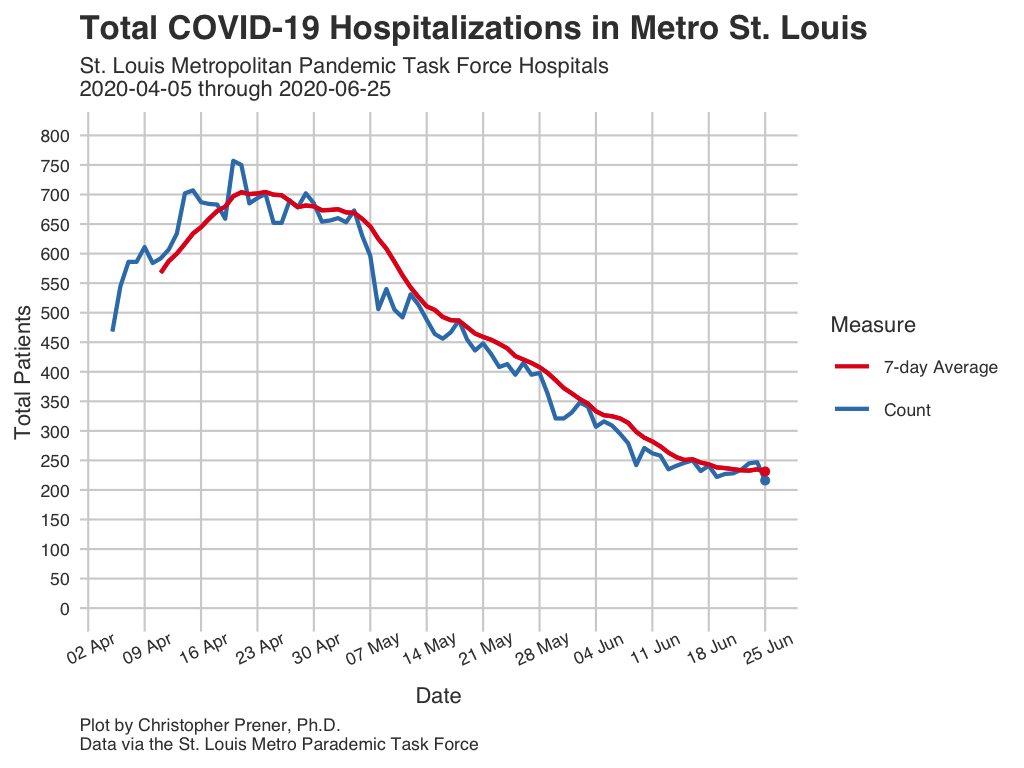 Total COVID-19 Hospitalizations in Metro St. Louis
St. Louis Metropolitan Pandemic Task Force Hospitals
2020-04-05 through 2020-06-25
800
750
700
650
600
550
500
450
400
350
300
250
200
150
100
50
0
Total Patients
02 Apr
09 Apr
16 Apr
23 Apr
30 Apr
07 May
14 May
21 May
28 May
04 Jun
11 Jun
18 Jun
25 Jun
Date
Measure
7-day Average
Count
Plot by Christopher Prener, Ph.D.
Data via the St. Louis Metro Parademic Task Force